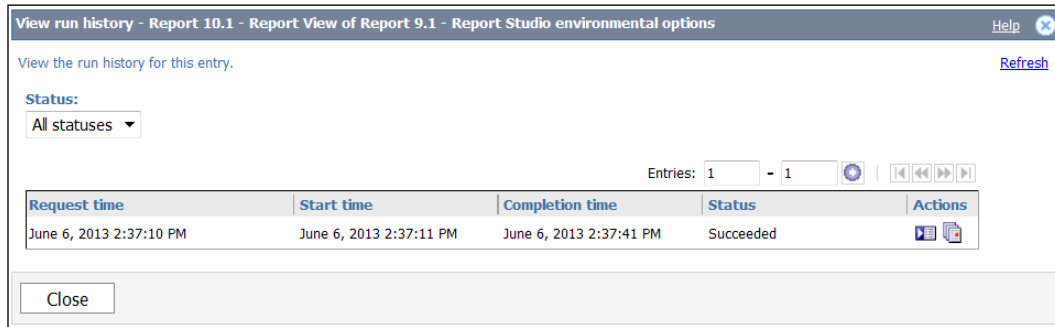 View run history - Report 10.1 - Report View of Report 9.1 - Report Studio environmental options Help
View the run history for this entry. Refresh
Status:
All statuses
Entries: 1 - 1
Request time Start time Completion time Status Actions
June 6, 2013 2:37:10 PM June 6, 2013 2:37:11 PM June 6, 2013 2:37:41 PM Succeeded
Close